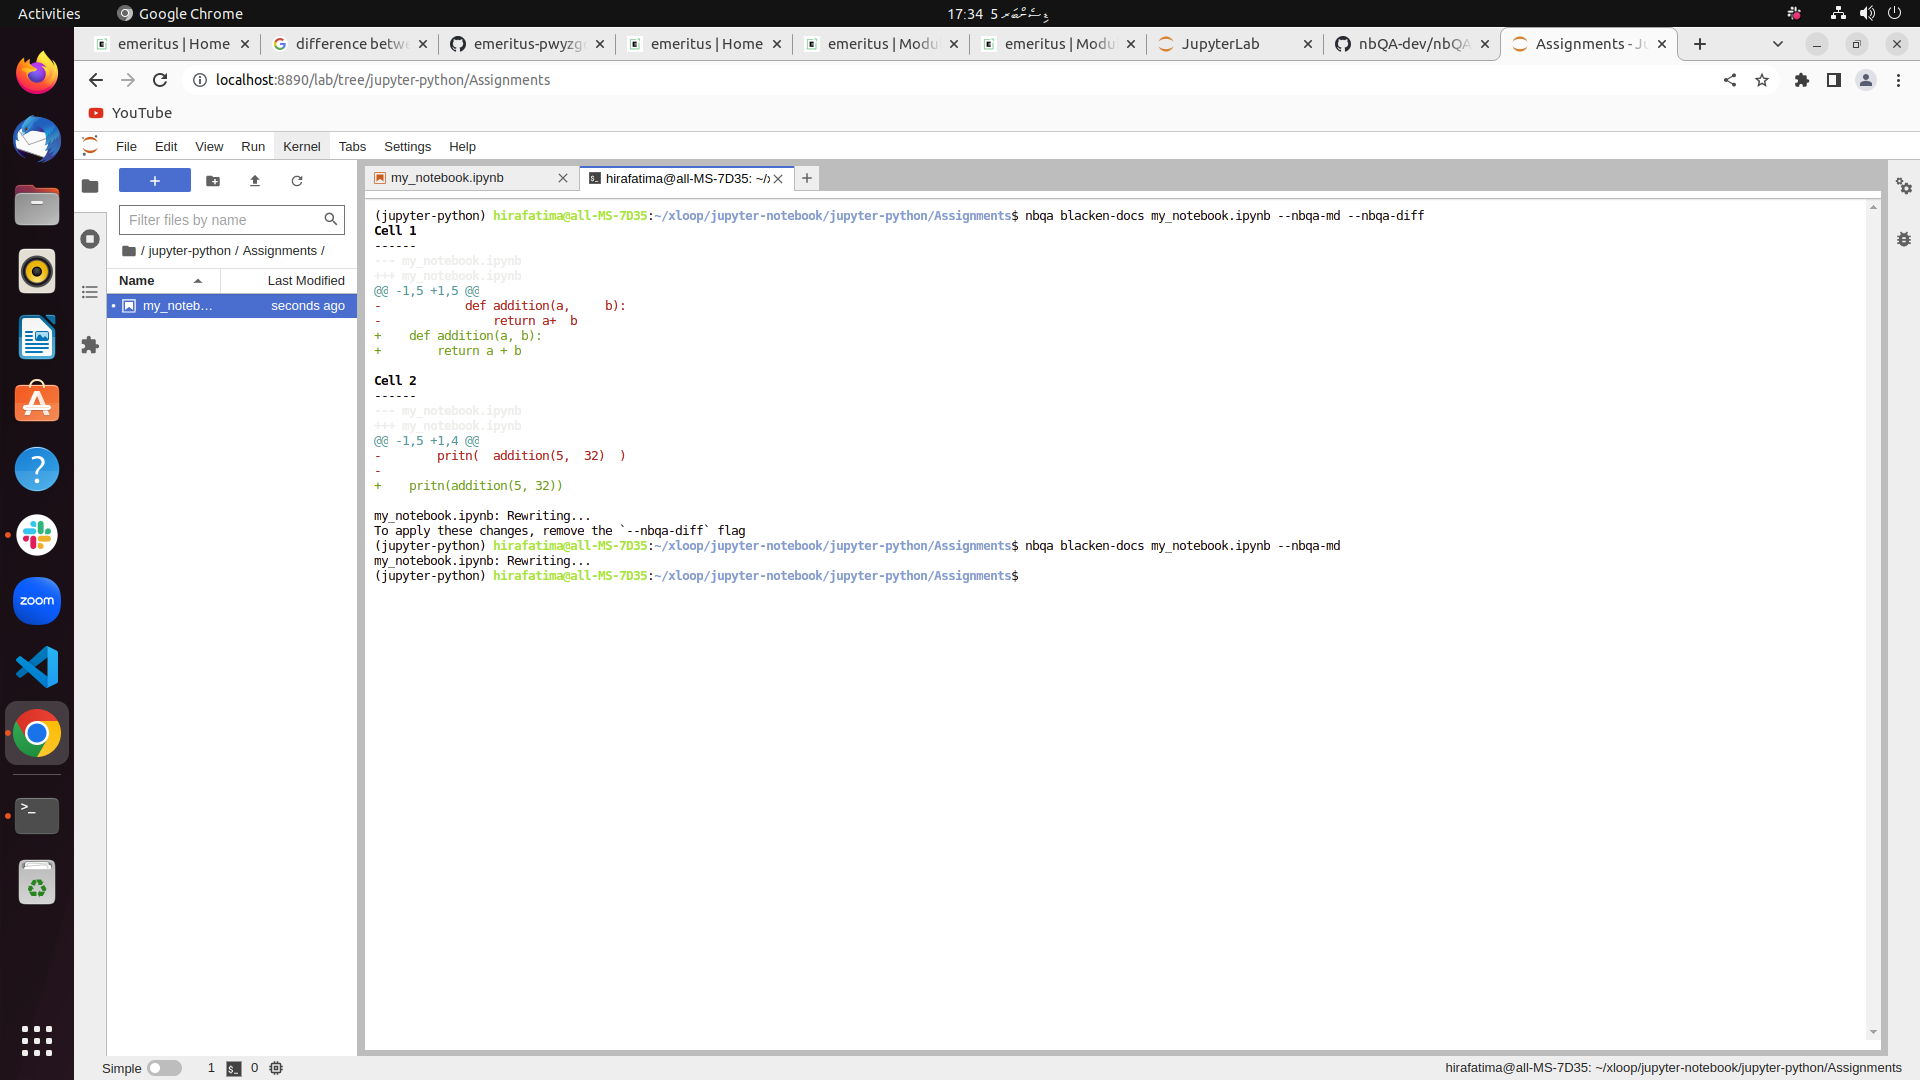 Activities
Google Chrome
17:34 5 ޑިސެންބަރ
emeritus | Home
difference betwe
emeritus-pwyzg
emeritus | Home
emeritus | Modu
emeritus | Modu
JupyterLab
nbQA-dev/nbQA
Assignments - Ju
localhost:8890/lab/tree/jupyter-python/Assignments
YouTube
File Edit View Run Kernel Tabs Settings Help
my_notebook.ipynb
hirafatima@all-MS-7D35: ~/x
Filter files by name
/ jupyter-python / Assignments /
Name Last Modified
my_noteb… seconds ago
(jupyter-python) hirafatima@all-MS-7D35:~/xloop/jupyter-notebook/jupyter-python/Assignments$ nbqa blacken-docs my_notebook.ipynb --nbqa-md --nbqa-diff
Cell 1
------
--- my_notebook.ipynb
+++ my_notebook.ipynb
@@ -1,5 +1,5 @@
-            def addition(a,     b):
-                return a+  b
+    def addition(a, b):
+        return a + b
Cell 2
------
--- my_notebook.ipynb
+++ my_notebook.ipynb
@@ -1,5 +1,4 @@
-        pritn(  addition(5,  32)  )
-
+    pritn(addition(5, 32))
my_notebook.ipynb: Rewriting...
To apply these changes, remove the `--nbqa-diff` flag
(jupyter-python) hirafatima@all-MS-7D35:~/xloop/jupyter-notebook/jupyter-python/Assignments$ nbqa blacken-docs my_notebook.ipynb --nbqa-md
my_notebook.ipynb: Rewriting...
(jupyter-python) hirafatima@all-MS-7D35:~/xloop/jupyter-notebook/jupyter-python/Assignments$
zoom
Simple 1 0
hirafatima@all-MS-7D35: ~/xloop/jupyter-notebook/jupyter-python/Assignments